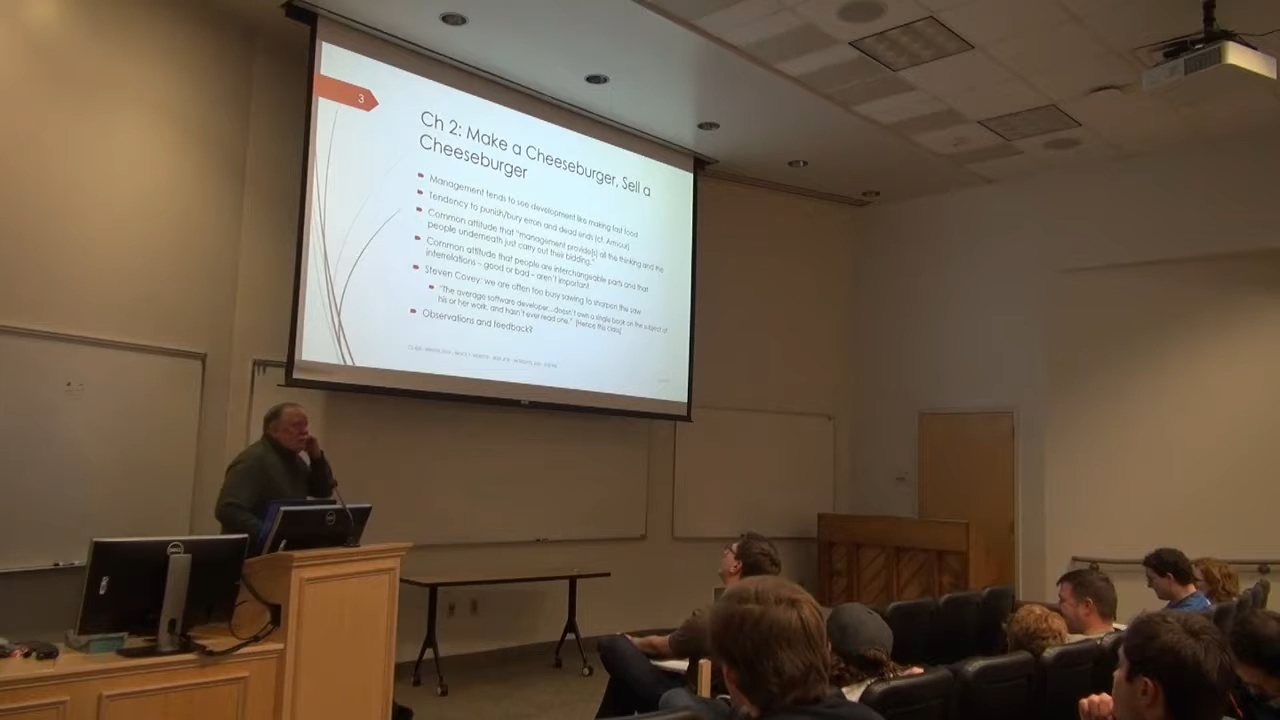 3
Ch 2: Make a Cheeseburger, Sell a
Cheeseburger
Management tends to see development like making fast food
Tendency to punish/bury errors and dead ends (cf. Armour)
Common attitude that "management provide[s] all the thinking and the
people underneath just carry out their bidding."
Common attitude that people are interchangeable parts and that
interrelations – good or bad – aren't important
Steven Covey: we are often too busy sawing to sharpen the saw
"The average software developer...doesn't own a single book on the subject of
his or her work, and hasn't ever read one." [Hence this class]
Observations and feedback?
DELL
DELL